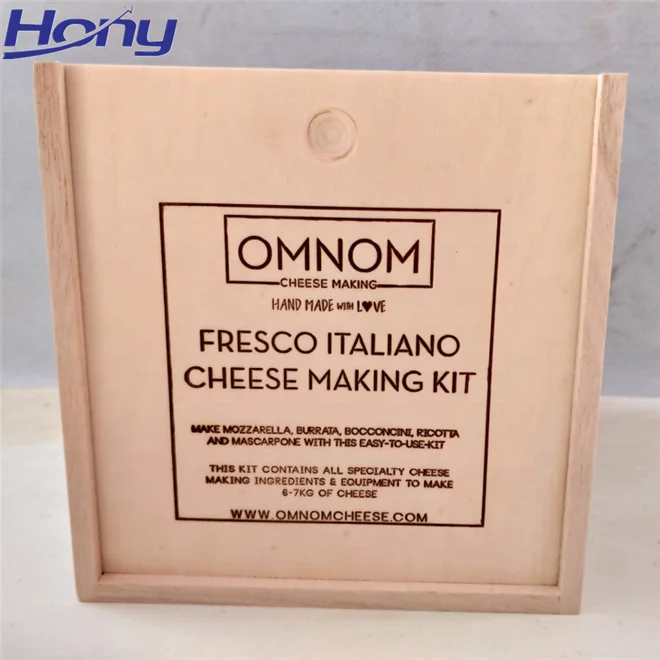 Hony
OMNOM
CHEESE MAKING
HAND MADE WITH L♥VE
FRESCO ITALIANO
CHEESE MAKING KIT
MAKE MOZZARELLA, BURRATA, BOCCONCINI, RICOTTA
AND MASCARPONE WITH THIS EASY-TO-USE-KIT
THIS KIT CONTAINS ALL SPECIALTY CHEESE
MAKING INGREDIENTS & EQUIPMENT TO MAKE
6-7KG OF CHEESE
WWW.OMNOMCHEESE.COM